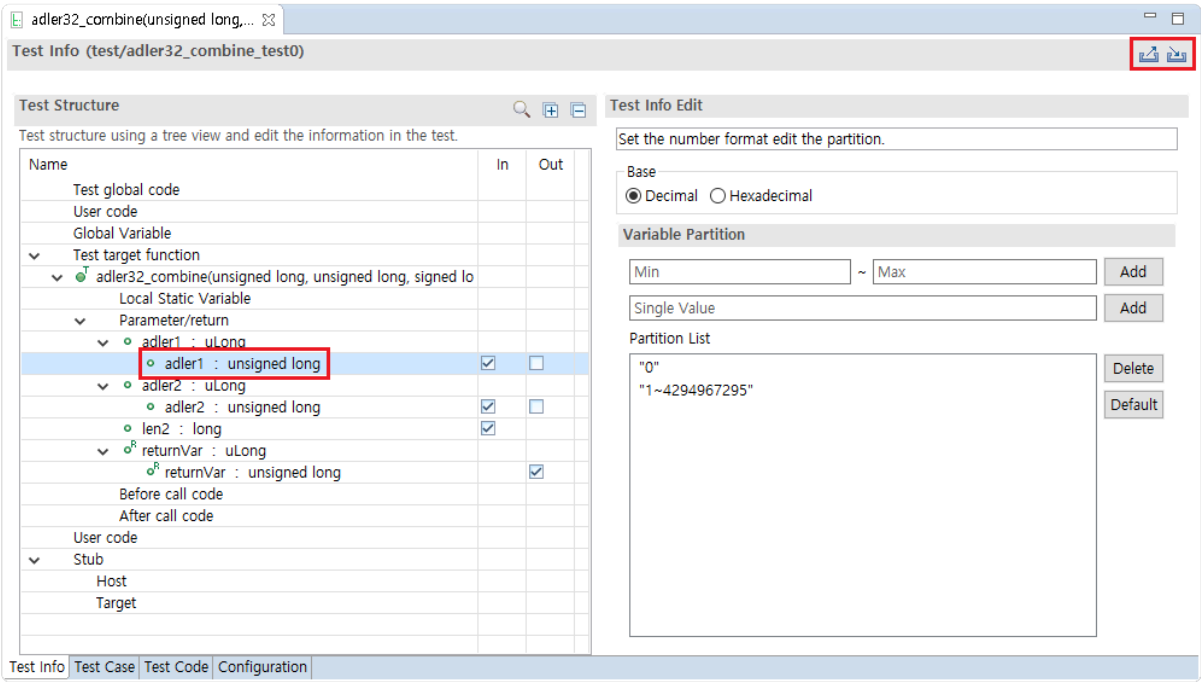 adler32_combine(unsigned long,...
Test Info (test/adler32_combine_test0)
Test Structure
Test structure using a tree view and edit the information in the test.
Name In Out
Test global code
User code
Global Variable
Test target function
T adler32_combine(unsigned long, unsigned long, signed lo
Local Static Variable
Parameter/return
adler1 : uLong
adler1 : unsigned long
adler2 : uLong
adler2 : unsigned long
len2 : long
R returnVar : uLong
R returnVar : unsigned long
Before call code
After call code
User code
Stub
Host
Target
Test Info Edit
Set the number format edit the partition.
Base
Decimal Hexadecimal
Variable Partition
Min ~ Max Add
Single Value Add
Partition List
"0"
"1~4294967295"
Delete
Default
Test Info Test Case Test Code Configuration